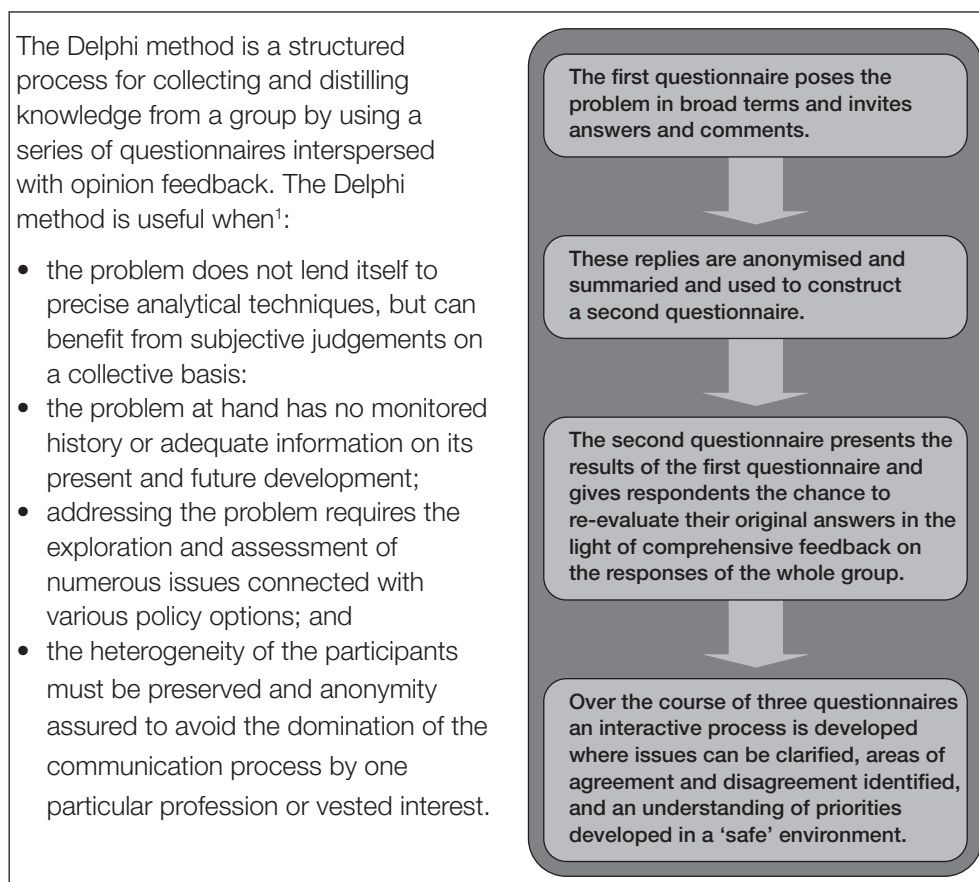 The Delphi method is a structured
process for collecting and distilling
knowledge from a group by using a
series of questionnaires interspersed
with opinion feedback. The Delphi
method is useful when¹:
• the problem does not lend itself to
precise analytical techniques, but can
benefit from subjective judgements on
a collective basis:
• the problem at hand has no monitored
history or adequate information on its
present and future development;
• addressing the problem requires the
exploration and assessment of
numerous issues connected with
various policy options; and
• the heterogeneity of the participants
must be preserved and anonymity
assured to avoid the domination of the
communication process by one
particular profession or vested interest.
The first questionnaire poses the
problem in broad terms and invites
answers and comments.
These replies are anonymised and
summaried and used to construct
a second questionnaire.
The second questionnaire presents the
results of the first questionnaire and
gives respondents the chance to
re-evaluate their original answers in the
light of comprehensive feedback on
the responses of the whole group.
Over the course of three questionnaires
an interactive process is developed
where issues can be clarified, areas of
agreement and disagreement identified,
and an understanding of priorities
developed in a ‘safe’ environment.